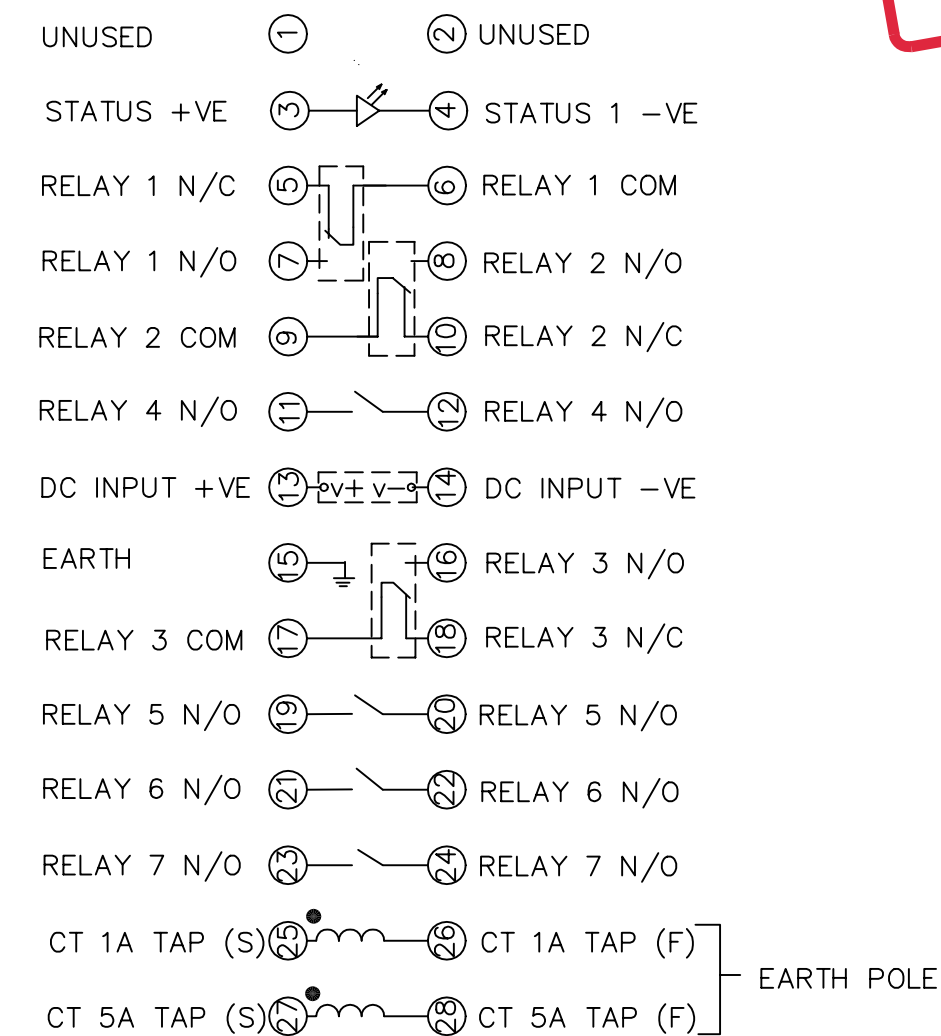 UNUSED 1 2 UNUSED
STATUS +VE 3 4 STATUS 1 −VE
RELAY 1 N/C 5 6 RELAY 1 COM
RELAY 1 N/O 7 8 RELAY 2 N/O
RELAY 2 COM 9 10 RELAY 2 N/C
RELAY 4 N/O 11 12 RELAY 4 N/O
DC INPUT +VE 13 V+ V− 14 DC INPUT −VE
EARTH 15 16 RELAY 3 N/O
RELAY 3 COM 17 18 RELAY 3 N/C
RELAY 5 N/O 19 20 RELAY 5 N/O
RELAY 6 N/O 21 22 RELAY 6 N/O
RELAY 7 N/O 23 24 RELAY 7 N/O
CT 1A TAP (S) 25 26 CT 1A TAP (F)
EARTH POLE
CT 5A TAP (S) 27 28 CT 5A TAP (F)